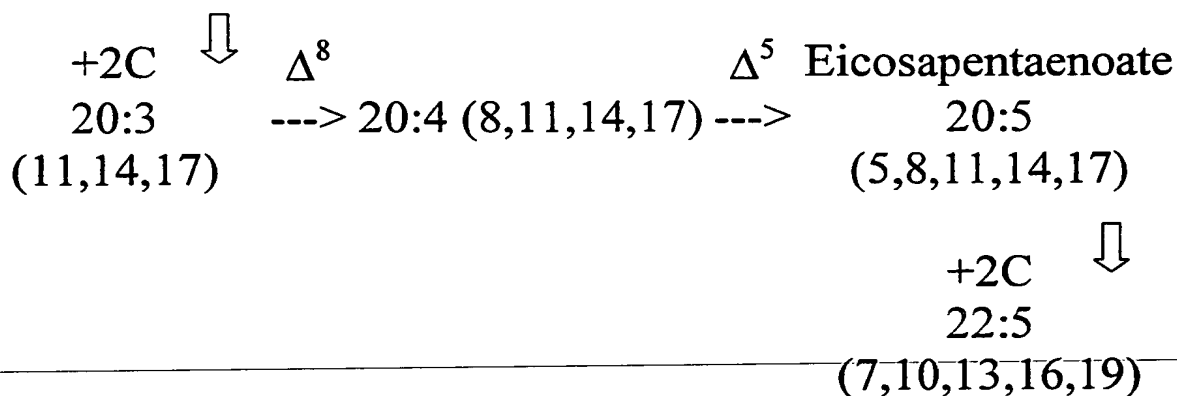 +2C ⇩ Δ⁸ Δ⁵ Eicosapentaenoate
20:3 ---> 20:4 (8,11,14,17) ---> 20:5
(11,14,17) (5,8,11,14,17)
+2C ⇩
22:5
(7,10,13,16,19)